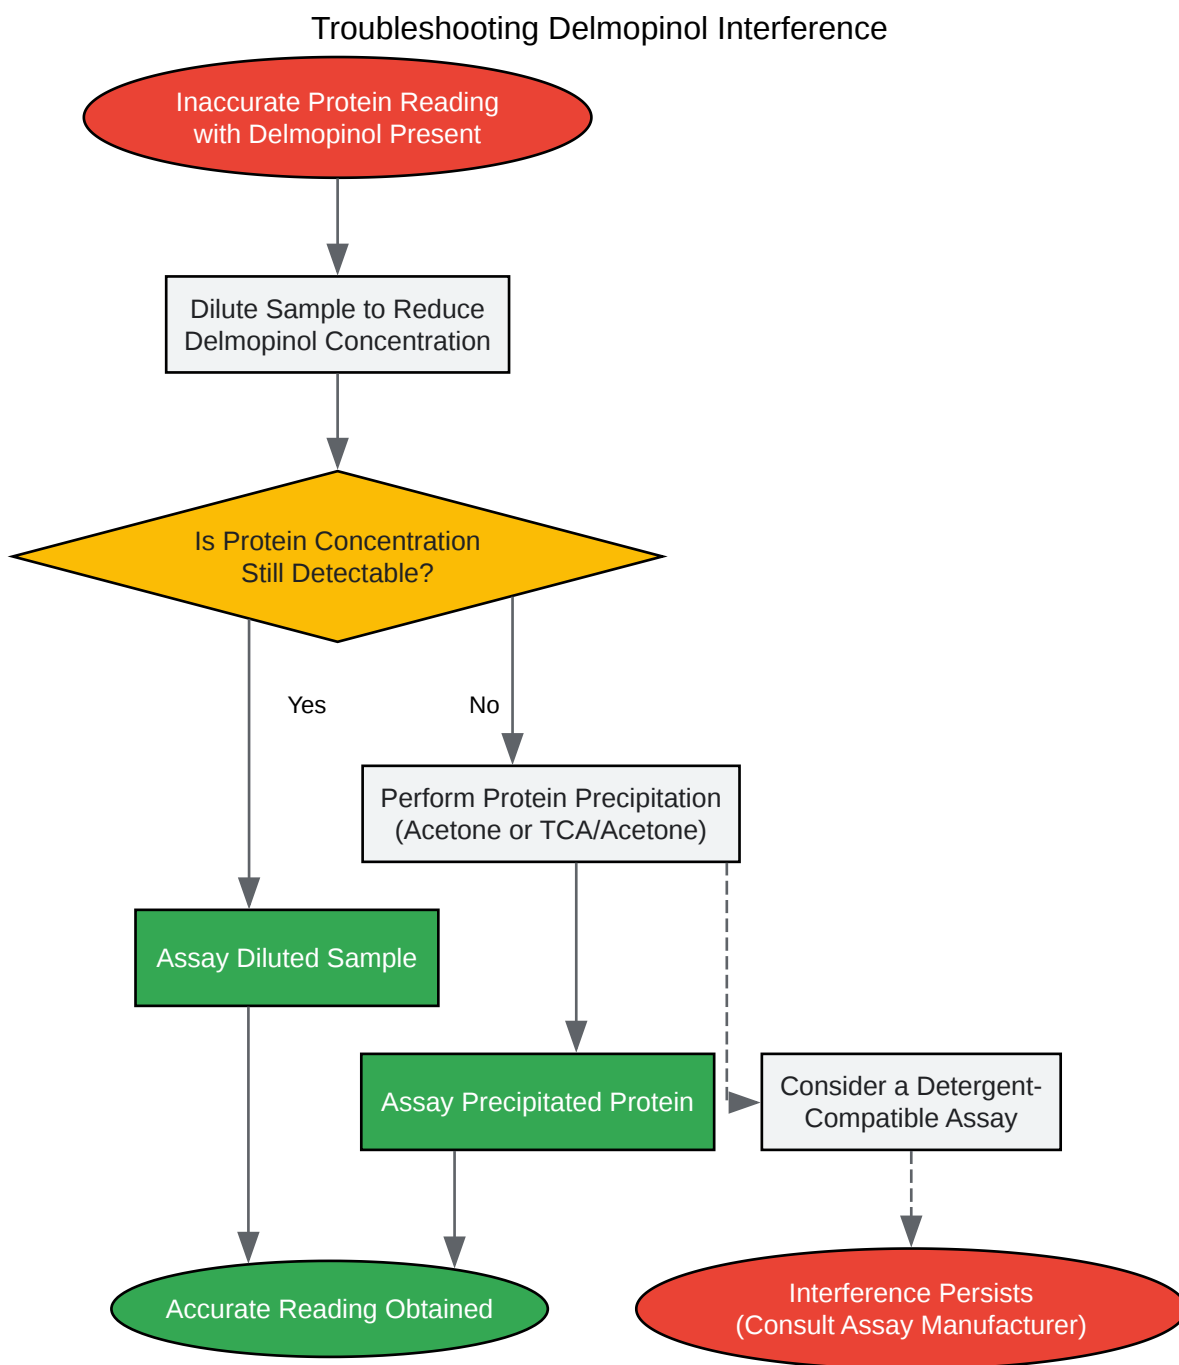 Troubleshooting Delmopinol Interference
Inaccurate Protein Reading
with Delmopinol Present
Dilute Sample to Reduce
Delmopinol Concentration
Is Protein Concentration
Still Detectable?
Yes
No
Perform Protein Precipitation
(Acetone or TCA/Acetone)
Assay Diluted Sample
Assay Precipitated Protein
Consider a Detergent-
Compatible Assay
Accurate Reading Obtained
Interference Persists
(Consult Assay Manufacturer)